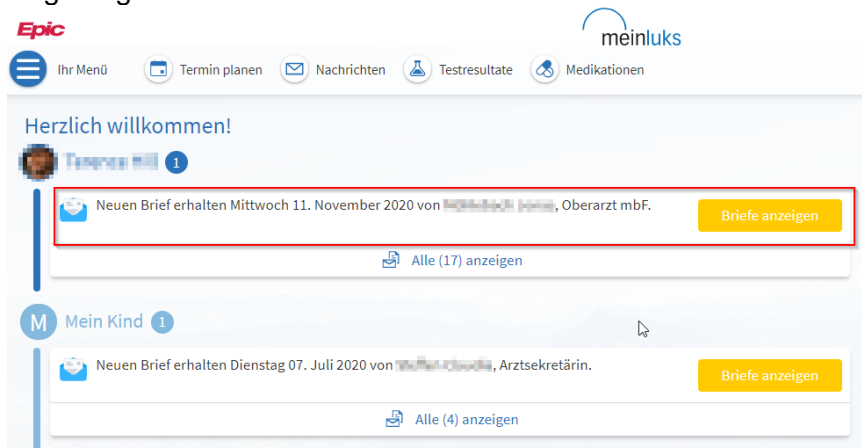 Epic
meinluks
Ihr Menü Termin planen Nachrichten Testresultate Medikationen
Herzlich willkommen!
1
Neuen Brief erhalten Mittwoch 11. November 2020 von , Oberarzt mbF.
Briefe anzeigen
Alle (17) anzeigen
M Mein Kind 1
Neuen Brief erhalten Dienstag 07. Juli 2020 von , Arztsekretärin.
Briefe anzeigen
Alle (4) anzeigen